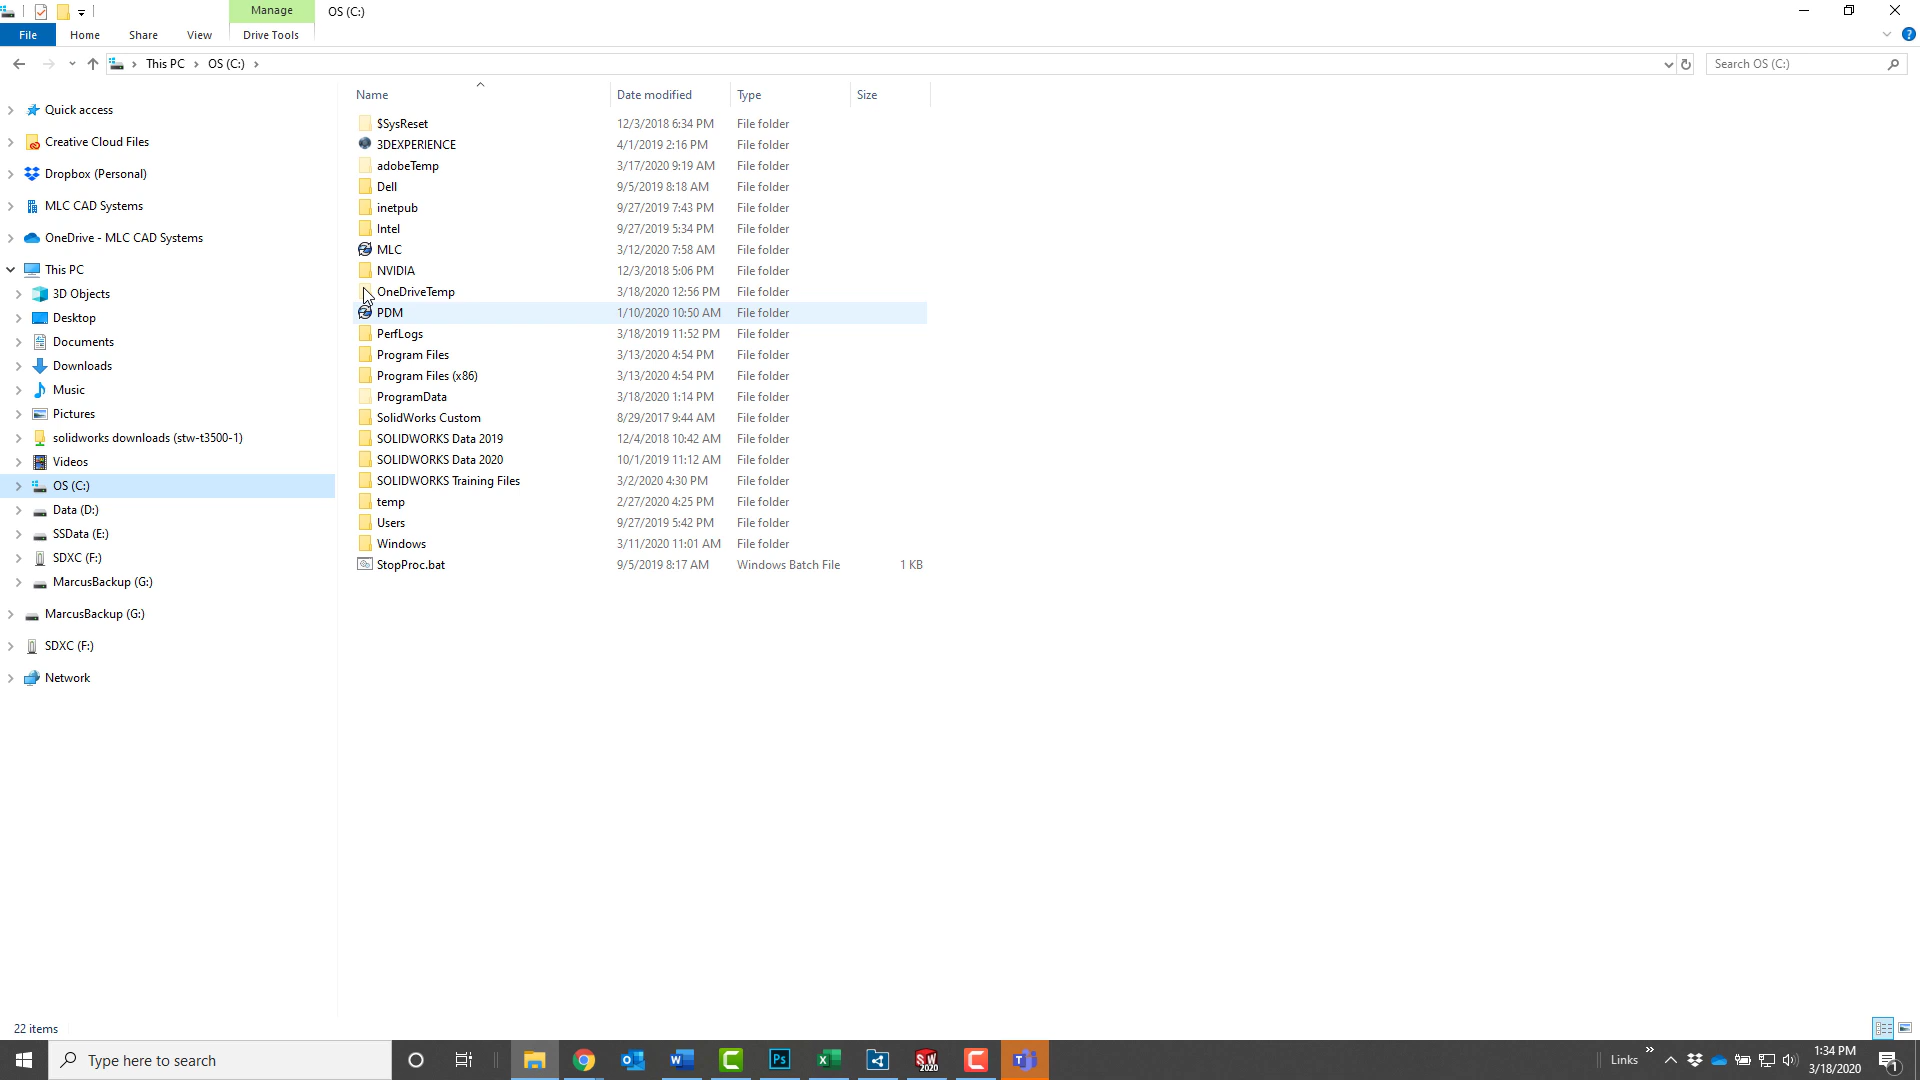 Manage
OS (C:)
File
Home
Share
View
Drive Tools
This PC
OS (C:)
Search OS (C:)
Quick access
Creative Cloud Files
Dropbox (Personal)
MLC CAD Systems
OneDrive - MLC CAD Systems
This PC
3D Objects
Desktop
Documents
Downloads
Music
Pictures
solidworks downloads (stw-t3500-1)
Videos
OS (C:)
Data (D:)
SSData (E:)
SDXC (F:)
MarcusBackup (G:)
MarcusBackup (G:)
SDXC (F:)
Network
Name Date modified Type Size
$SysReset 12/3/2018 6:34 PM File folder
3DEXPERIENCE 4/1/2019 2:16 PM File folder
adobeTemp 3/17/2020 9:19 AM File folder
Dell 9/5/2019 8:18 AM File folder
inetpub 9/27/2019 7:43 PM File folder
Intel 9/27/2019 5:34 PM File folder
MLC 3/12/2020 7:58 AM File folder
NVIDIA 12/3/2018 5:06 PM File folder
OneDriveTemp 3/18/2020 12:56 PM File folder
PDM 1/10/2020 10:50 AM File folder
PerfLogs 3/18/2019 11:52 PM File folder
Program Files 3/13/2020 4:54 PM File folder
Program Files (x86) 3/13/2020 4:54 PM File folder
ProgramData 3/18/2020 1:14 PM File folder
SolidWorks Custom 8/29/2017 9:44 AM File folder
SOLIDWORKS Data 2019 12/4/2018 10:42 AM File folder
SOLIDWORKS Data 2020 10/1/2019 11:12 AM File folder
SOLIDWORKS Training Files 3/2/2020 4:30 PM File folder
temp 2/27/2020 4:25 PM File folder
Users 9/27/2019 5:42 PM File folder
Windows 3/11/2020 11:01 AM File folder
StopProc.bat 9/5/2019 8:17 AM Windows Batch File 1 KB
22 items
Type here to search
Ps
SW
2020
Links
1:34 PM
3/18/2020
1